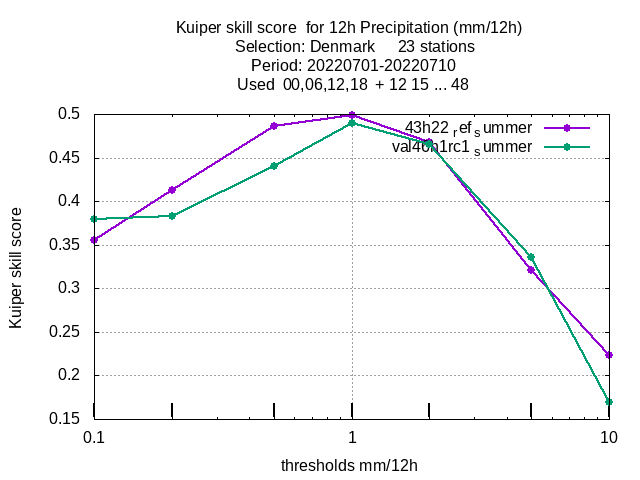 Kuiper skill score  for 12h Precipitation (mm/12h)
Selection: Denmark     23 stations
Period: 20220701-20220710
Used  00,06,12,18  + 12 15 ... 48
0.5
0.45
0.4
0.35
0.3
0.25
0.2
0.15
0.1
1
10
43h22 ref summer
val46h1rc1 summer
Kuiper skill score
thresholds mm/12h